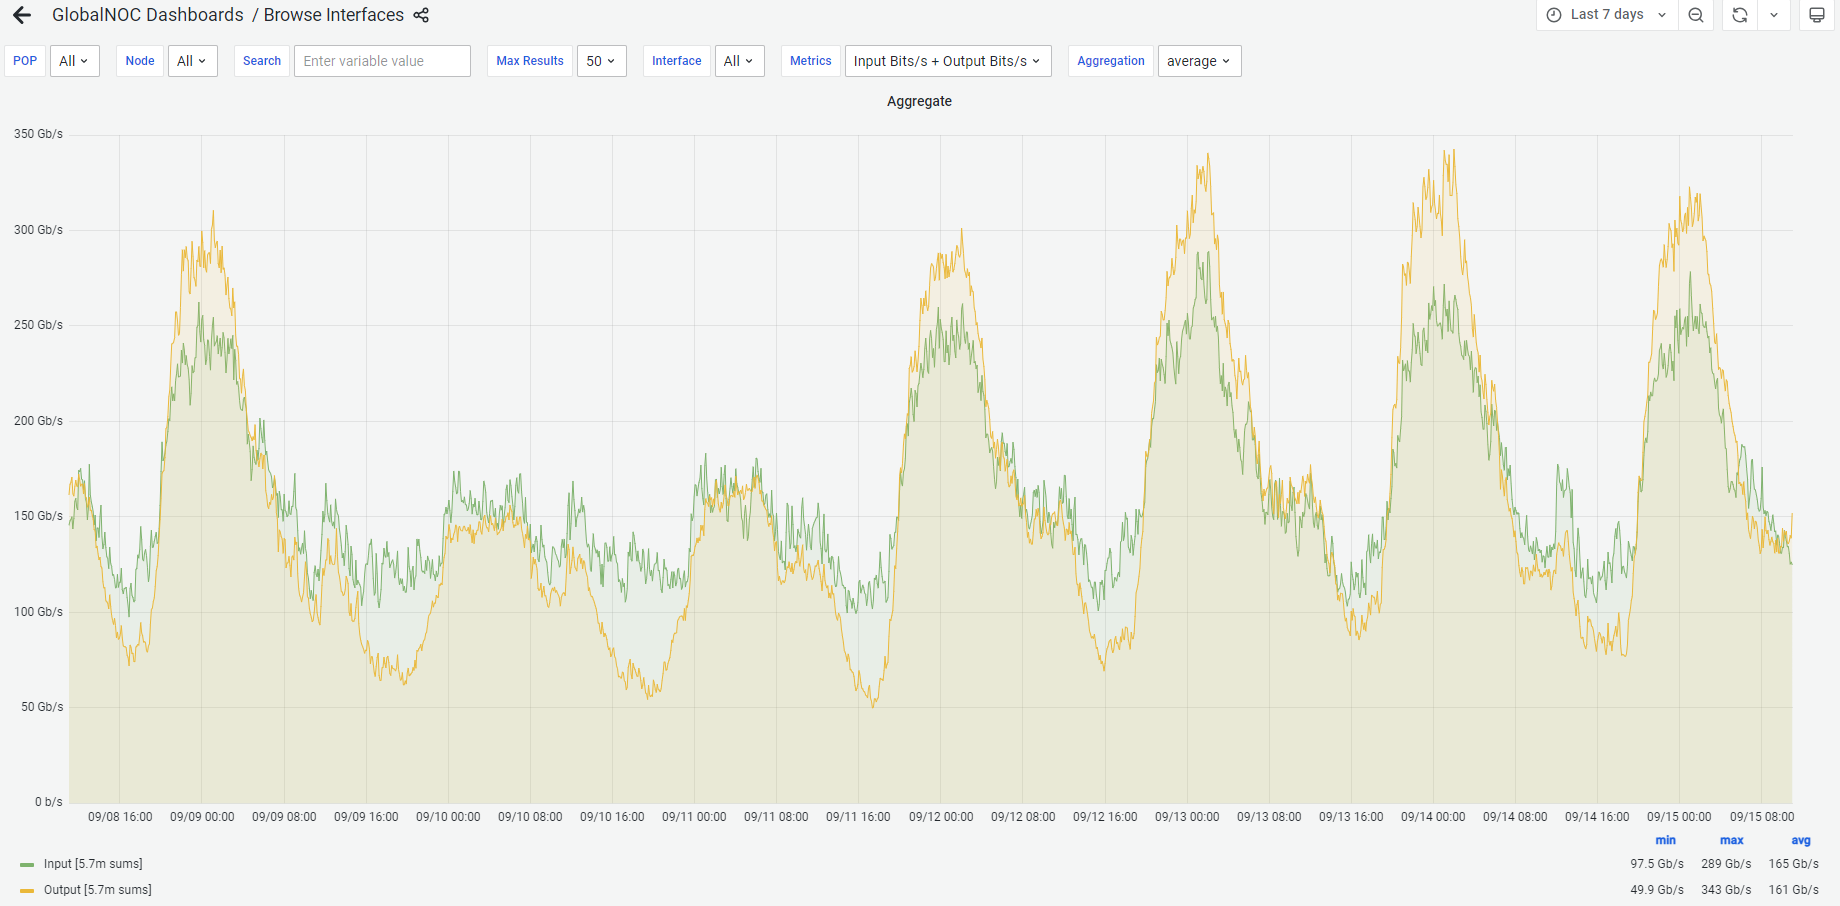 GlobalNOC Dashboards / Browse Interfaces
Last 7 days
POP All Node All Search Enter variable value Max Results 50 Interface All Metrics Input Bits/s + Output Bits/s Aggregation average
Aggregate
350 Gb/s
300 Gb/s
250 Gb/s
200 Gb/s
150 Gb/s
100 Gb/s
50 Gb/s
0 b/s
09/08 16:00 09/09 00:00 09/09 08:00 09/09 16:00 09/10 00:00 09/10 08:00 09/10 16:00 09/11 00:00 09/11 08:00 09/11 16:00 09/12 00:00 09/12 08:00 09/12 16:00 09/13 00:00 09/13 08:00 09/13 16:00 09/14 00:00 09/14 08:00 09/14 16:00 09/15 00:00 09/15 08:00
min max avg
Input [5.7m sums] 97.5 Gb/s 289 Gb/s 165 Gb/s
Output [5.7m sums] 49.9 Gb/s 343 Gb/s 161 Gb/s